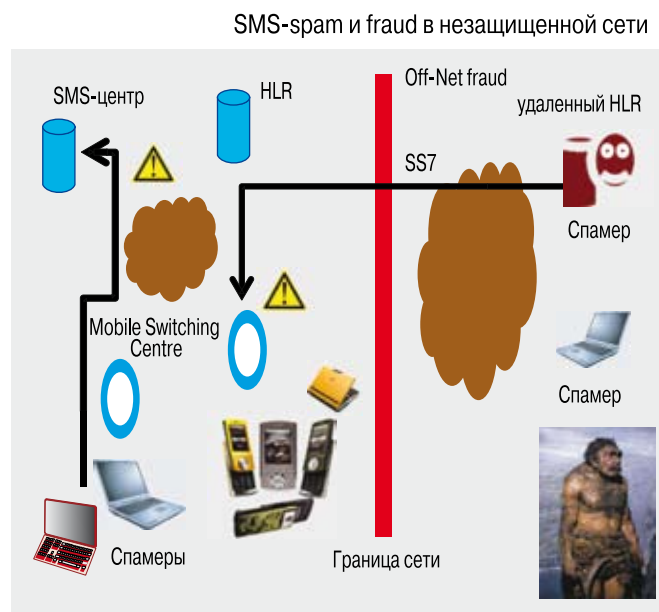 SMS-spam и fraud в незащищенной сети
SMS-центр
HLR
Off-Net fraud
удаленный HLR
SS7
Спамер
Mobile Switching
Centre
Спамер
Спамеры
Граница сети